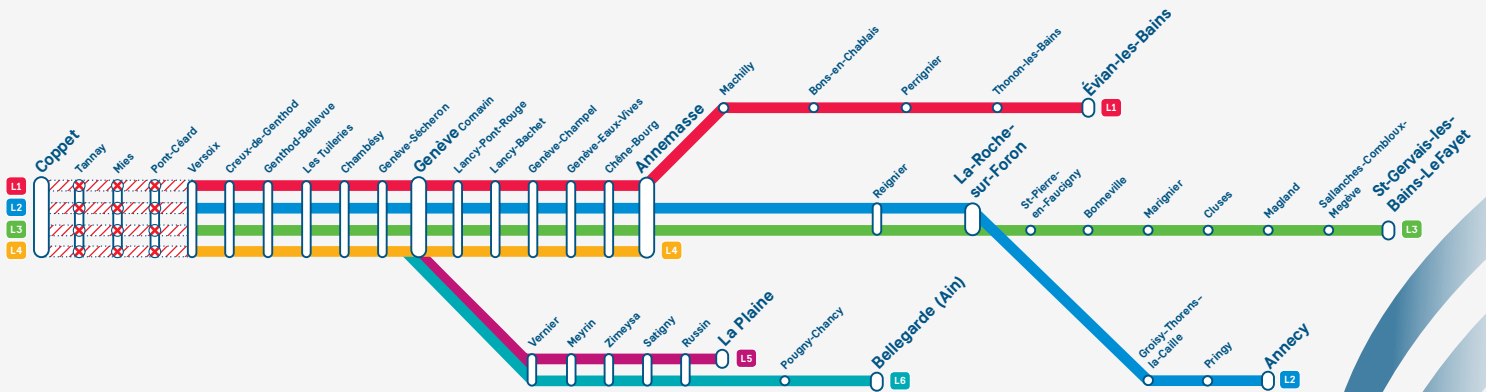 Coppet
Tannay
Mies
Pont-Céard
Versoix
Creux-de-Genthod
Genthod-Bellevue
Les Tuileries
Chambésy
Genève-Sécheron
Genève Cornavin
Lancy-Pont-Rouge
Lancy-Bachet
Genève-Champel
Genève-Eaux-Vives
Chêne-Bourg
Annemasse
Machilly
Bons-en-Chablais
Perrignier
Thonon-les-Bains
Évian-les-Bains
L1
L1
L2
L3
L4
L4
Reignier
La-Roche-
sur-Foron
St-Pierre-
en-Faucigny
Bonneville
Marignier
Cluses
Magland
Sallanches-Combloux-
Megève
St-Gervais-les-
Bains-LeFayet
L3
Vernier
Meyrin
Zimeysa
Satigny
Russin
La Plaine
L5
Pougny-Chancy
Bellegarde (Ain)
L6
Groisy-Thorens-
la-Caille
Pringy
Annecy
L2